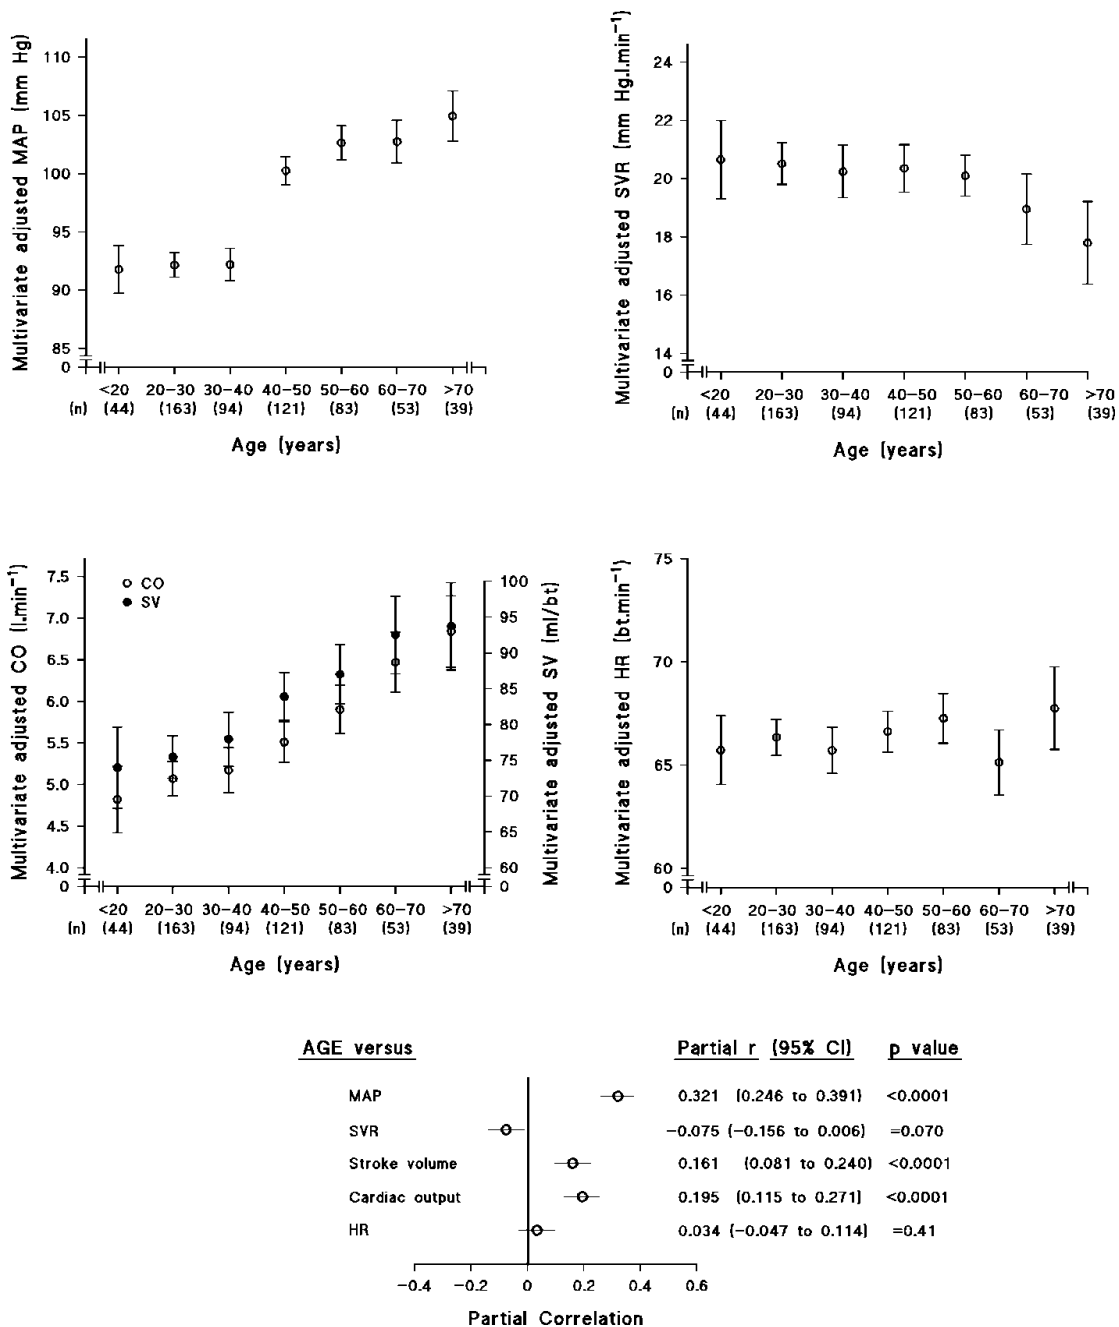 Multivariate adjusted MAP (mm Hg)
110
105
100
95
90
85
0
<20 20−30 30−40 40−50 50−60 60−70 >70
(n) (44) (163) (94) (121) (83) (53) (39)
Age (years)
Multivariate adjusted SVR (mm Hg.l.min⁻¹)
24
22
20
18
16
14
0
<20 20−30 30−40 40−50 50−60 60−70 >70
(n) (44) (163) (94) (121) (83) (53) (39)
Age (years)
Multivariate adjusted CO (l.min⁻¹)
7.5
7.0
6.5
6.0
5.5
5.0
4.5
4.0
0
CO
SV
100
95
90
85
80
75
70
65
60
0
Multivariate adjusted SV (ml/bt)
<20 20−30 30−40 40−50 50−60 60−70 >70
(n) (44) (163) (94) (121) (83) (53) (39)
Age (years)
Multivariate adjusted HR (bt.min⁻¹)
75
70
65
60
0
<20 20−30 30−40 40−50 50−60 60−70 >70
(n) (44) (163) (94) (121) (83) (53) (39)
Age (years)
AGE versus Partial r (95% CI) p value
MAP 0.321 (0.246 to 0.391) <0.0001
SVR −0.075 (−0.156 to 0.006) =0.070
Stroke volume 0.161 (0.081 to 0.240) <0.0001
Cardiac output 0.195 (0.115 to 0.271) <0.0001
HR 0.034 (−0.047 to 0.114) =0.41
−0.4 −0.2 0 0.2 0.4 0.6
Partial Correlation